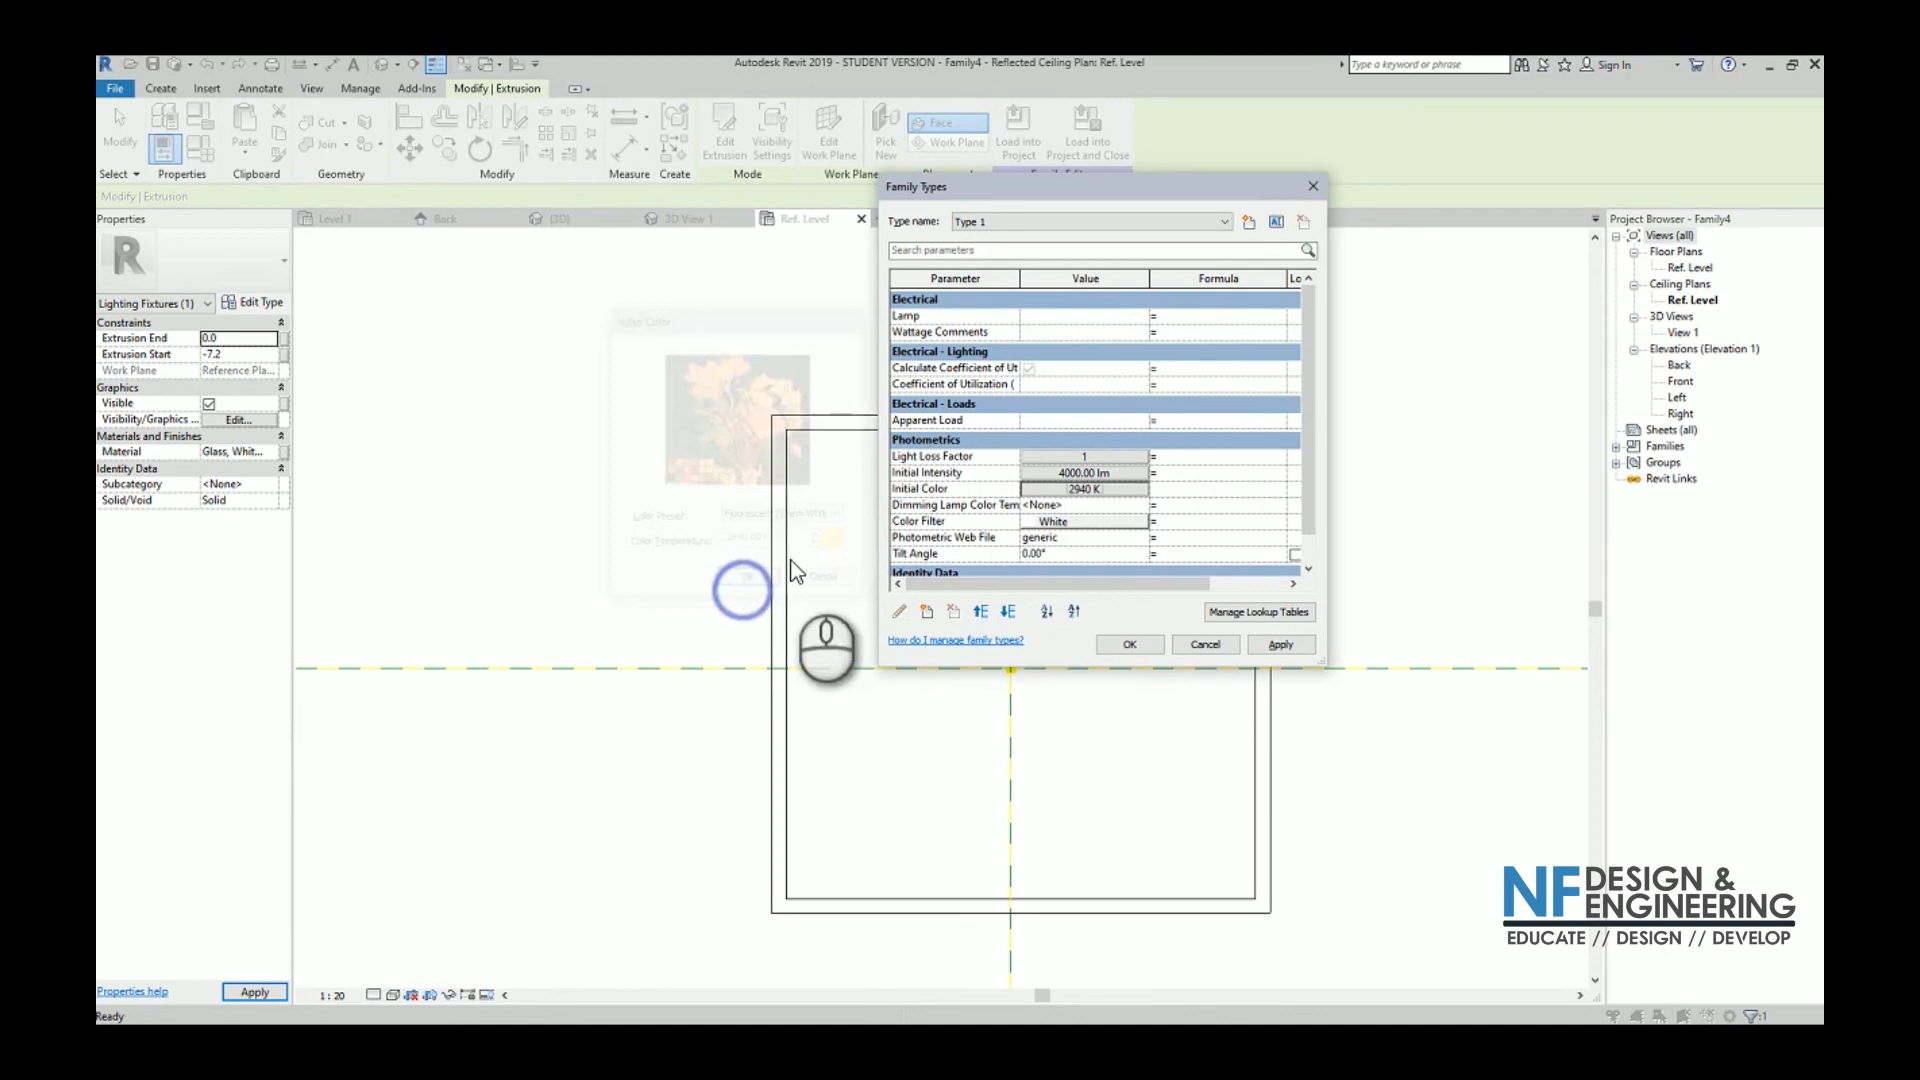 Autodesk Revit 2019 - STUDENT VERSION - Family4 - Reflected Ceiling Plan: Ref. Level
Type a keyword or phrase
Sign In
File Create Insert Annotate View Manage Add-Ins Modify | Extrusion
Modify
Paste
Cut
Join
Edit Extrusion
Visibility Settings
Edit Work Plane
Pick New
Face
Work Plane
Load into Project
Load into Project and Close
Select Properties Clipboard Geometry Modify Measure Create Mode Work Plane
Modify | Extrusion
Properties
Lighting Fixtures (1) Edit Type
Constraints
Extrusion End 0.0
Extrusion Start -7.2
Work Plane Reference Pla...
Graphics
Visible
Visibility/Graphics ... Edit...
Materials and Finishes
Material Glass, Whit...
Identity Data
Subcategory <None>
Solid/Void Solid
Properties help Apply
Level 1 Back {3D} 3D View 1 Ref. Level
Color Preset:
Color Temperature:
Cancel
Family Types
Type name: Type 1
Search parameters
Parameter Value Formula Lo
Electrical
Lamp =
Wattage Comments =
Electrical - Lighting
Calculate Coefficient of Ut =
Coefficient of Utilization ( =
Electrical - Loads
Apparent Load =
Photometrics
Light Loss Factor 1 =
Initial Intensity 4000.00 lm =
Initial Color 2940 K =
Dimming Lamp Color Tem <None> =
Color Filter White =
Photometric Web File generic =
Tilt Angle 0.00° =
Identity Data
Manage Lookup Tables
How do I manage family types?
OK Cancel Apply
Project Browser - Family4
Views (all)
Floor Plans
Ref. Level
Ceiling Plans
Ref. Level
3D Views
View 1
Elevations (Elevation 1)
Back
Front
Left
Right
Sheets (all)
Families
Groups
Revit Links
NF DESIGN & ENGINEERING
EDUCATE // DESIGN // DEVELOP
1 : 20
Ready
:1